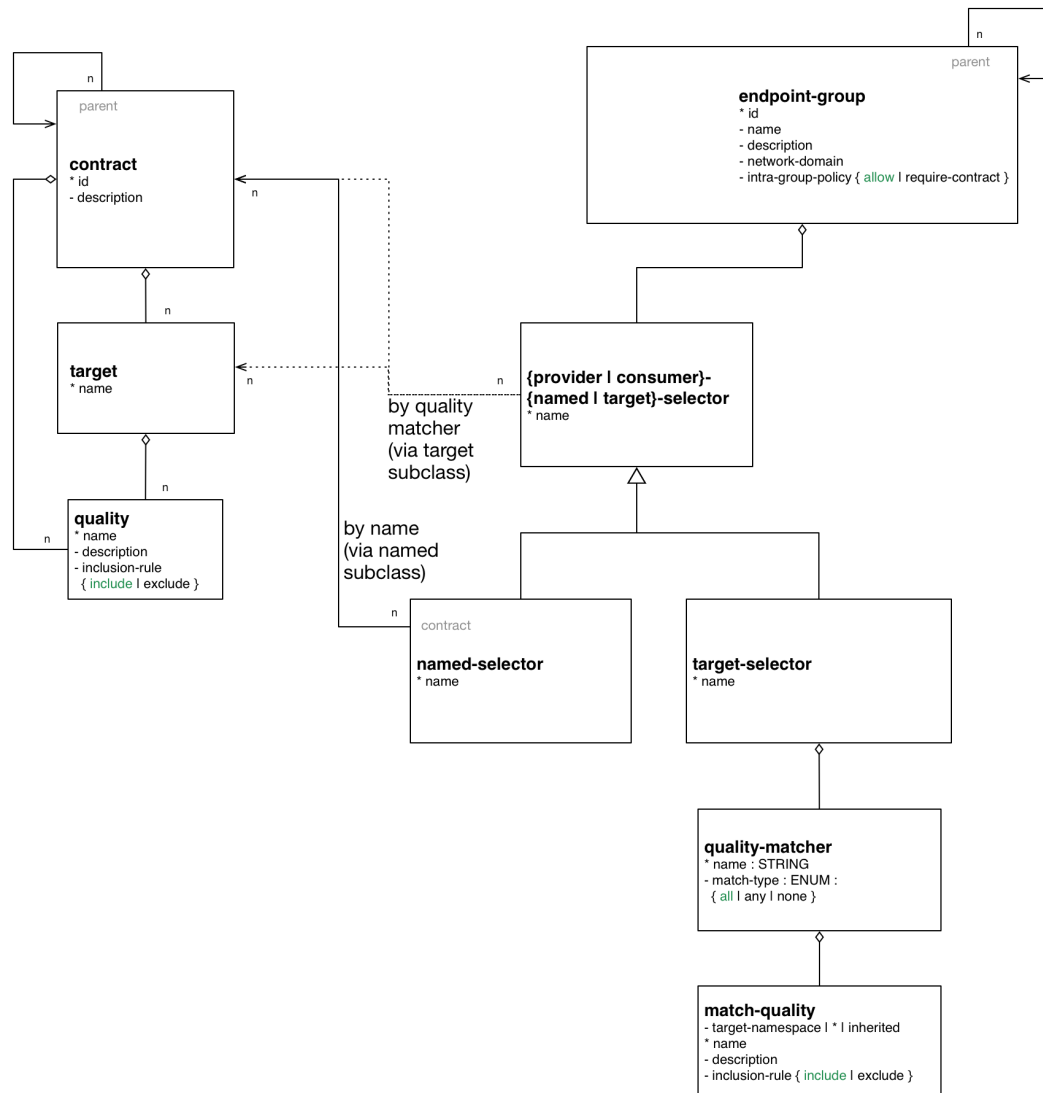 n
parent
contract
* id
- description
n
n
target
* name
n
n
quality
* name
- description
- inclusion-rule
{ include | exclude }
n
n
parent
endpoint-group
* id
- name
- description
- network-domain
- intra-group-policy { allow | require-contract }
n
{provider | consumer}-
{named | target}-selector
* name
by quality
matcher
(via target
subclass)
by name
(via named
subclass)
n
contract
named-selector
* name
target-selector
* name
quality-matcher
* name : STRING
- match-type : ENUM :
{ all | any | none }
match-quality
- target-namespace | * | inherited
* name
- description
- inclusion-rule { include | exclude }